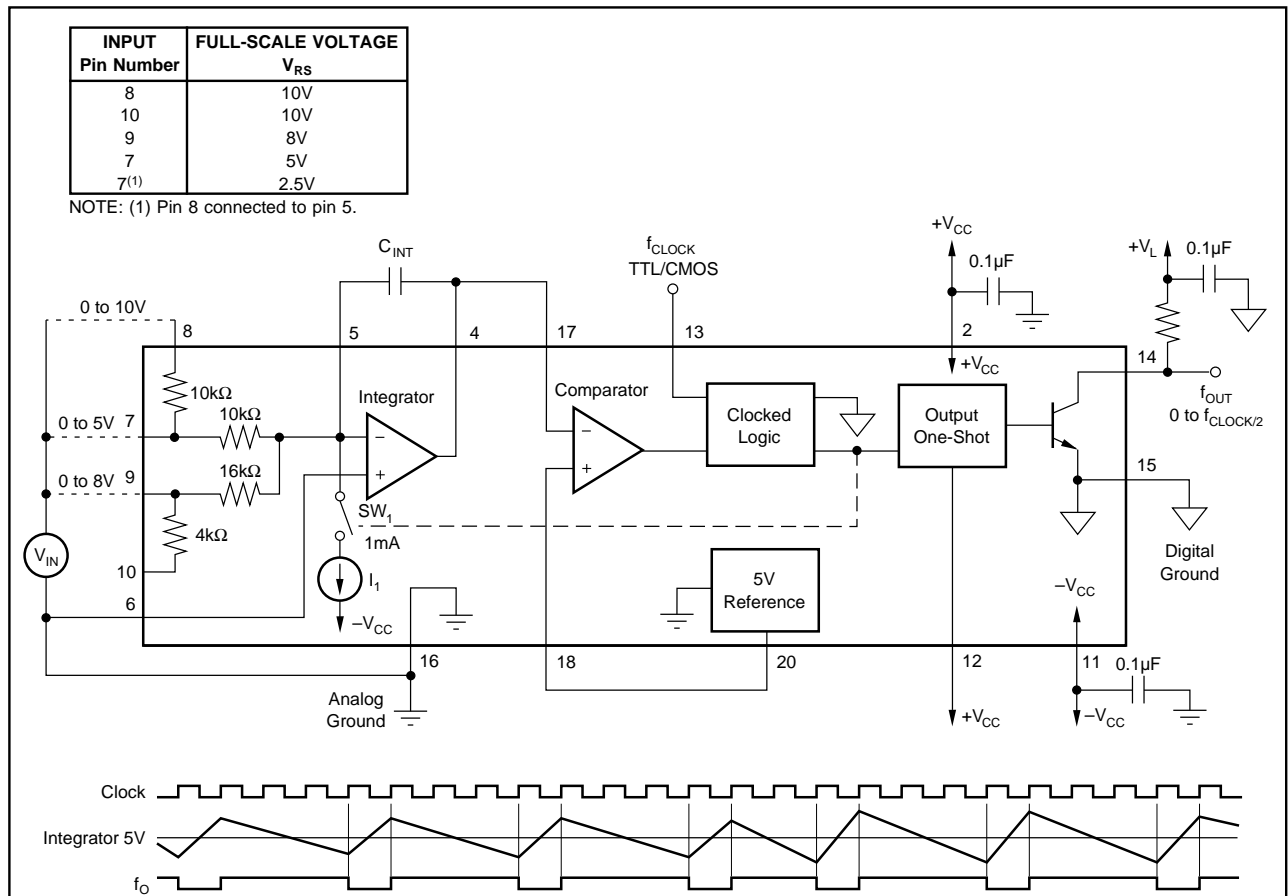 INPUT FULL-SCALE VOLTAGE
Pin Number V_RS
8 10V
10 10V
9 8V
7 5V
7(1) 2.5V
NOTE: (1) Pin 8 connected to pin 5.
C_INT
f_CLOCK
TTL/CMOS
+V_CC
0.1µF
+V_L
0.1µF
0 to 10V
8
5
4
17
13
2
14
+V_CC
10kΩ
Integrator
Comparator
Clocked
Logic
Output
One-Shot
f_OUT
0 to f_CLOCK/2
0 to 5V 7
10kΩ
–
+
–
+
0 to 8V 9
16kΩ
15
SW_1
4kΩ
1mA
V_IN
Digital
Ground
10
I_1
5V
Reference
6
–V_CC
–V_CC
16
18
20
12
11
0.1µF
Analog
Ground
+V_CC
–V_CC
Clock
Integrator 5V
f_O